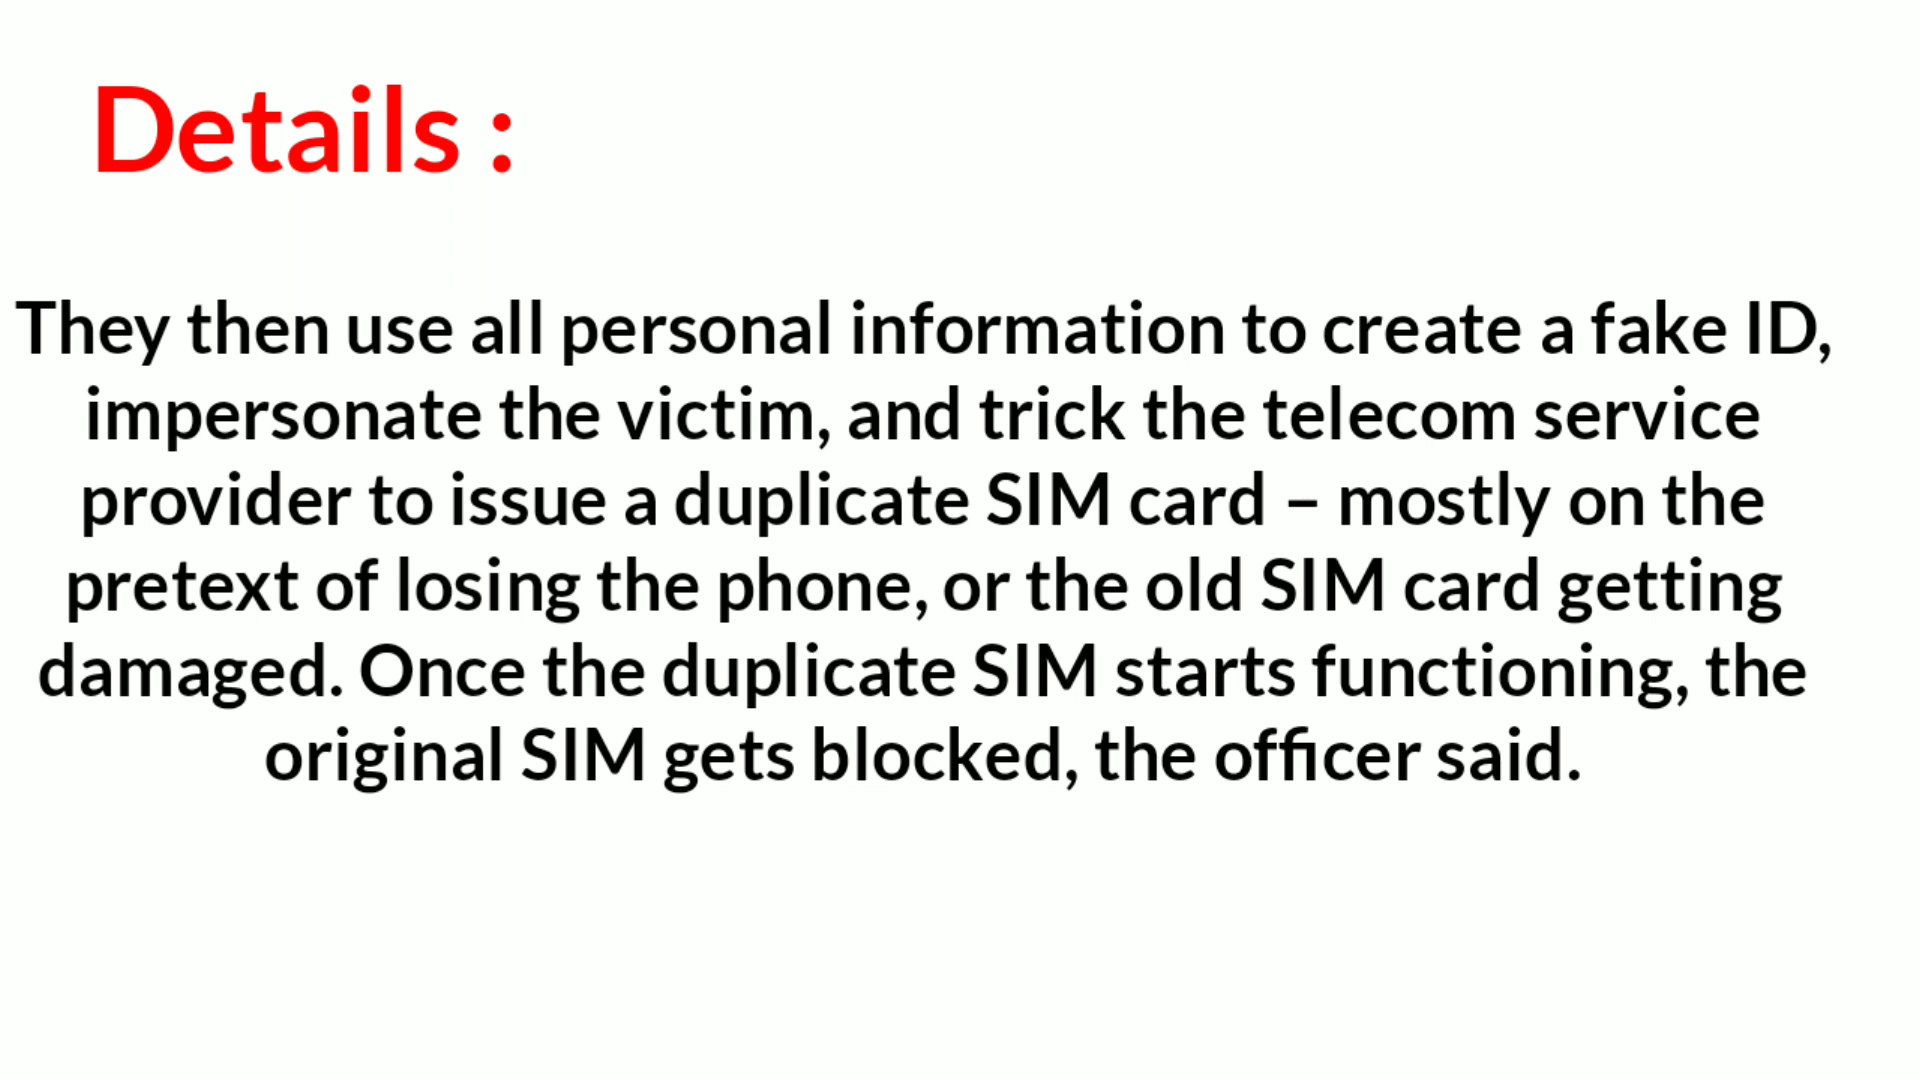 Details :
They then use all personal information to create a fake ID,
impersonate the victim, and trick the telecom service
provider to issue a duplicate SIM card – mostly on the
pretext of losing the phone, or the old SIM card getting
damaged. Once the duplicate SIM starts functioning, the
original SIM gets blocked, the officer said.